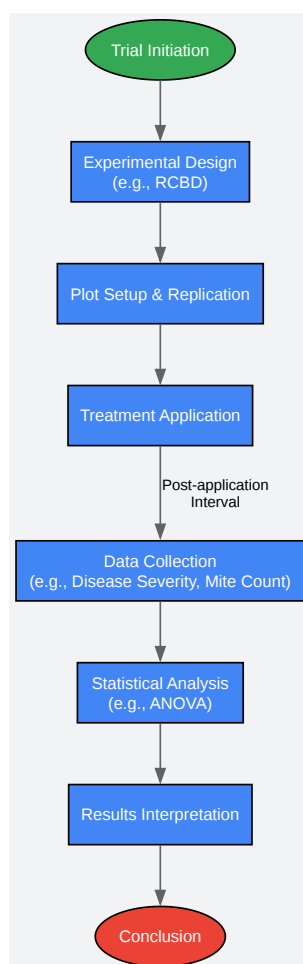 Trial Initiation
Experimental Design
(e.g., RCBD)
Plot Setup & Replication
Treatment Application
Post-application
Interval
Data Collection
(e.g., Disease Severity, Mite Count)
Statistical Analysis
(e.g., ANOVA)
Results Interpretation
Conclusion